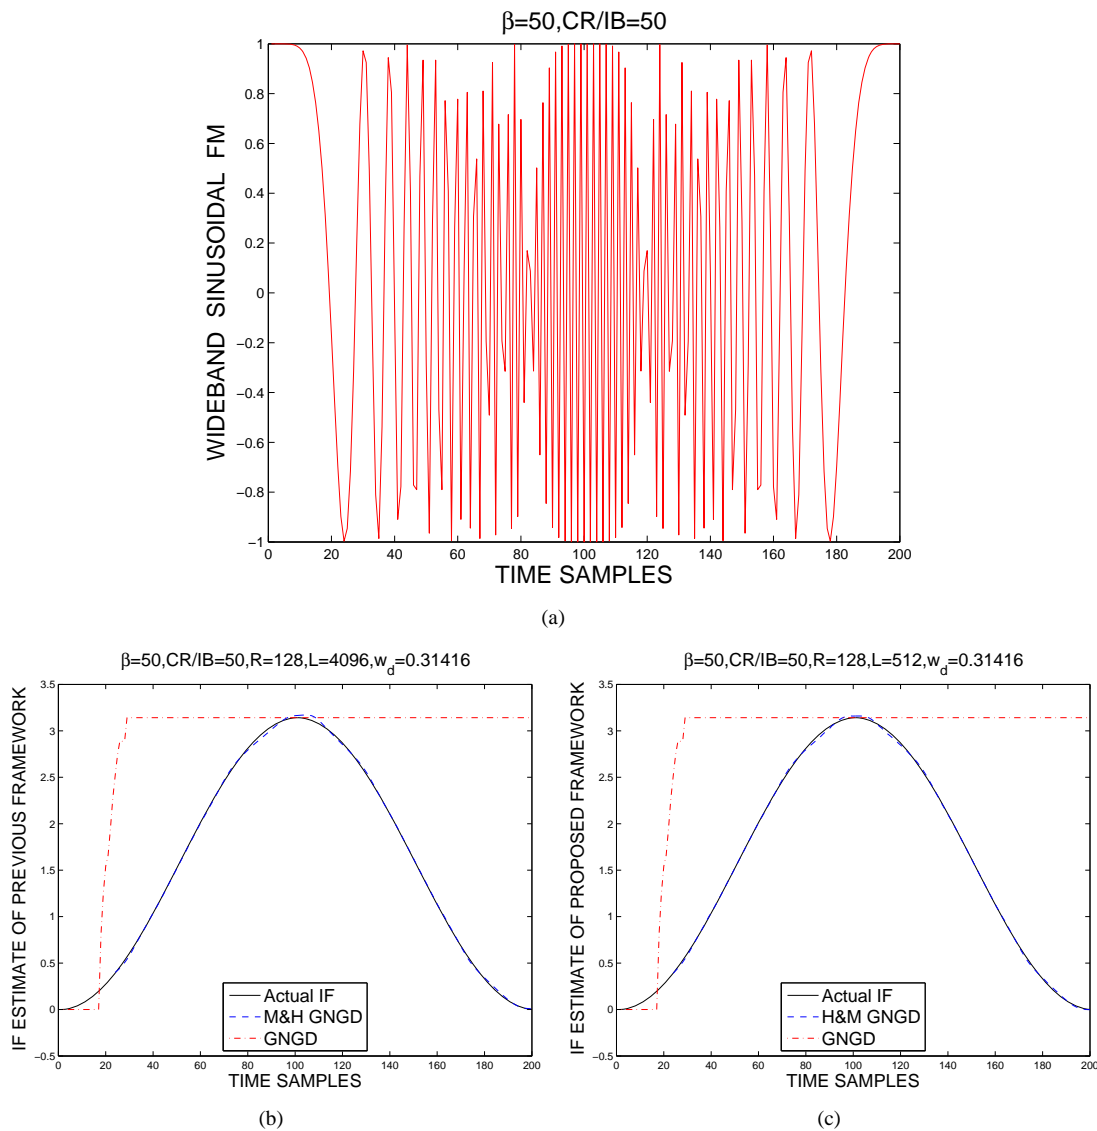 β=50,CR/IB=50
WIDEBAND SINUSOIDAL FM
1
0.8
0.6
0.4
0.2
0
−0.2
−0.4
−0.6
−0.8
−1
0 20 40 60 80 100 120 140 160 180 200
TIME SAMPLES
(a)
β=50,CR/IB=50,R=128,L=4096,w_d=0.31416
IF ESTIMATE OF PREVIOUS FRAMEWORK
3.5
3
2.5
2
1.5
1
0.5
0
−0.5
Actual IF
M&H GNGD
GNGD
0 20 40 60 80 100 120 140 160 180 200
TIME SAMPLES
(b)
β=50,CR/IB=50,R=128,L=512,w_d=0.31416
IF ESTIMATE OF PROPOSED FRAMEWORK
3.5
3
2.5
2
1.5
1
0.5
0
−0.5
Actual IF
H&M GNGD
GNGD
0 20 40 60 80 100 120 140 160 180 200
TIME SAMPLES
(c)